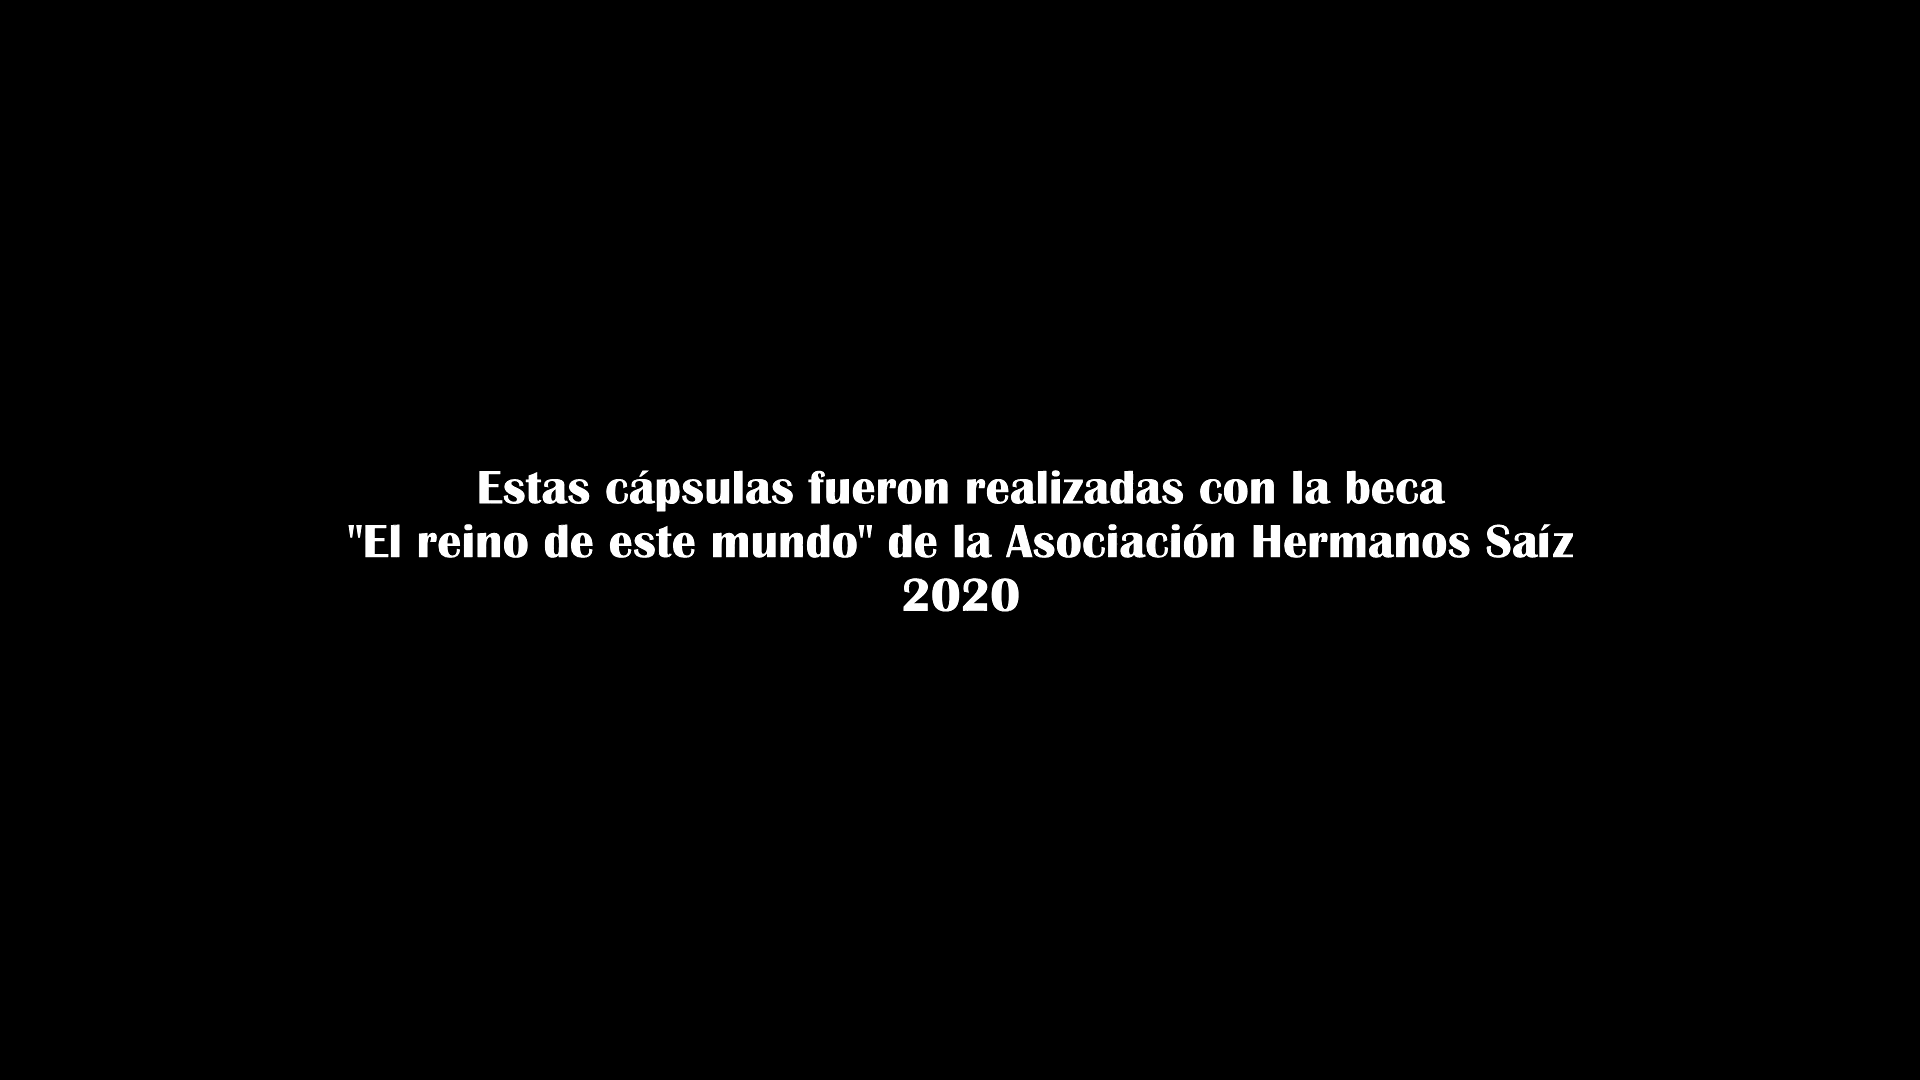 Estas cápsulas fueron realizadas con la beca
"El reino de este mundo" de la Asociación Hermanos Saíz
2020